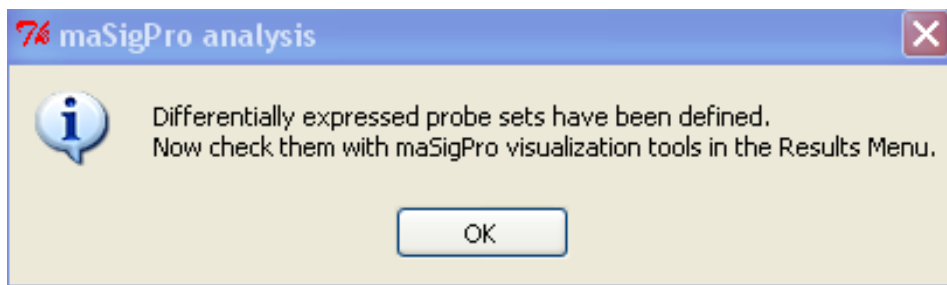 maSigPro analysis
Differentially expressed probe sets have been defined.
Now check them with maSigPro visualization tools in the Results Menu.
OK